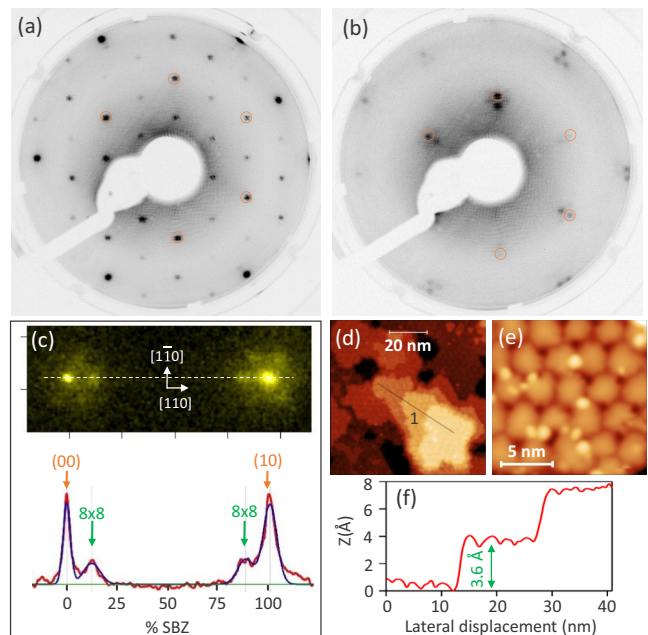 (a)
(b)
(c)
[11̄0]
[110]
(00)
(10)
8x8
8x8
0
25
50
75
100
% SBZ
(d)
20 nm
1
(e)
5 nm
(f)
8
6
4
2
0
Z(Å)
3.6 Å
0
10
20
30
40
Lateral displacement (nm)